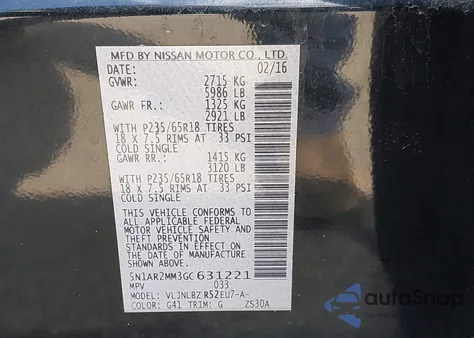 MFD BY NISSAN MOTOR CO., LTD.
DATE: 02/16
GVWR: 2715 KG
5986 LB
GAWR FR.: 1325 KG
2921 LB
WITH P235/65R18 TIRES
18 X 7.5 RIMS AT 33 PSI
COLD SINGLE
GAWR RR.: 1415 KG
3120 LB
WITH P235/65R18 TIRES
18 X 7.5 RIMS AT 33 PSI
COLD SINGLE
THIS VEHICLE CONFORMS TO
ALL APPLICABLE FEDERAL
MOTOR VEHICLE SAFETY AND
THEFT PREVENTION
STANDARDS IN EFFECT ON
THE DATE OF MANUFACTURE
SHOWN ABOVE.
5N1AR2MM3GC 631221
MPV 033
MODEL: VLJNLBZ R52EU7-A-
COLOR: G41 TRIM: G ZS30A
autoSnap